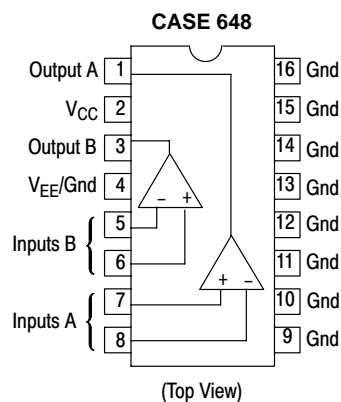 CASE 648
Output A 1 16 Gnd
VCC 2 15 Gnd
Output B 3 14 Gnd
VEE/Gnd 4 13 Gnd
– +
Inputs B { 5 12 Gnd
6 11 Gnd
+ –
Inputs A { 7 10 Gnd
8 9 Gnd
(Top View)